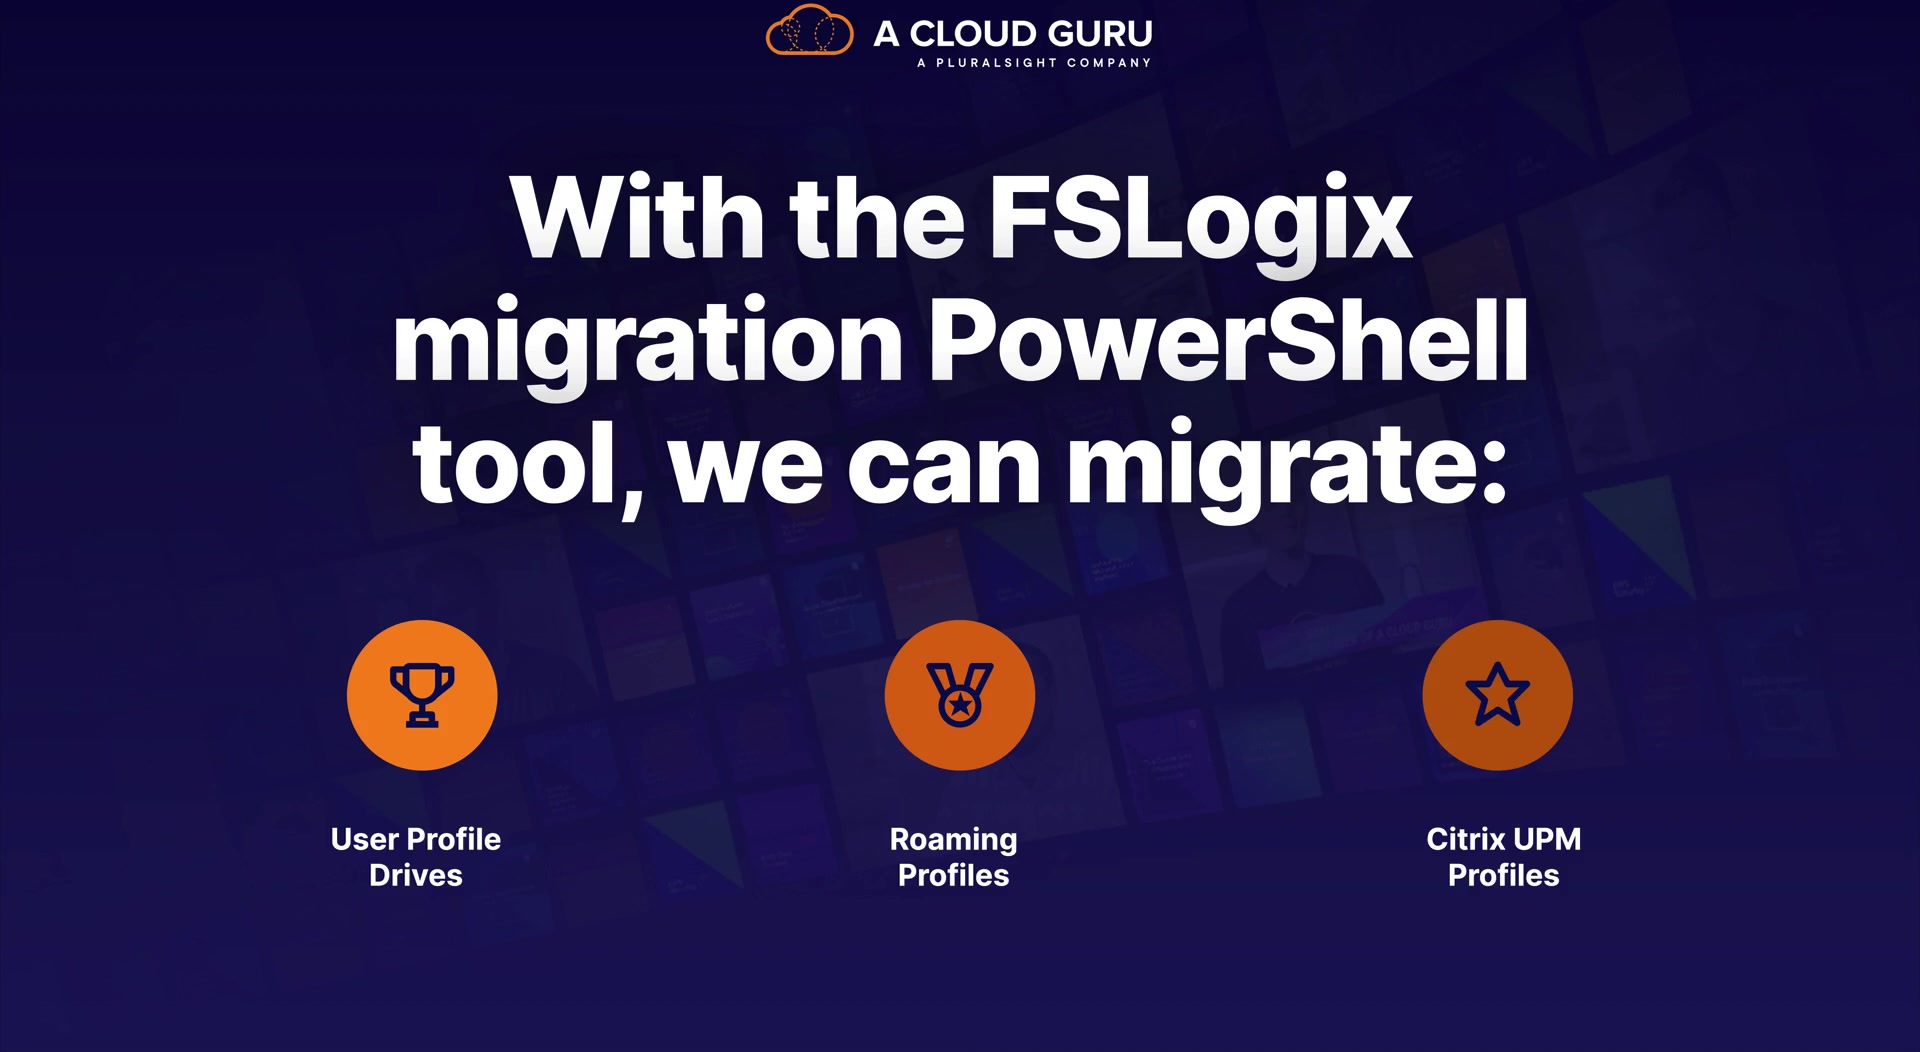 A CLOUD GURU
A PLURALSIGHT COMPANY
With the FSLogix
migration PowerShell
tool, we can migrate:
User Profile
Drives
Roaming
Profiles
Citrix UPM
Profiles